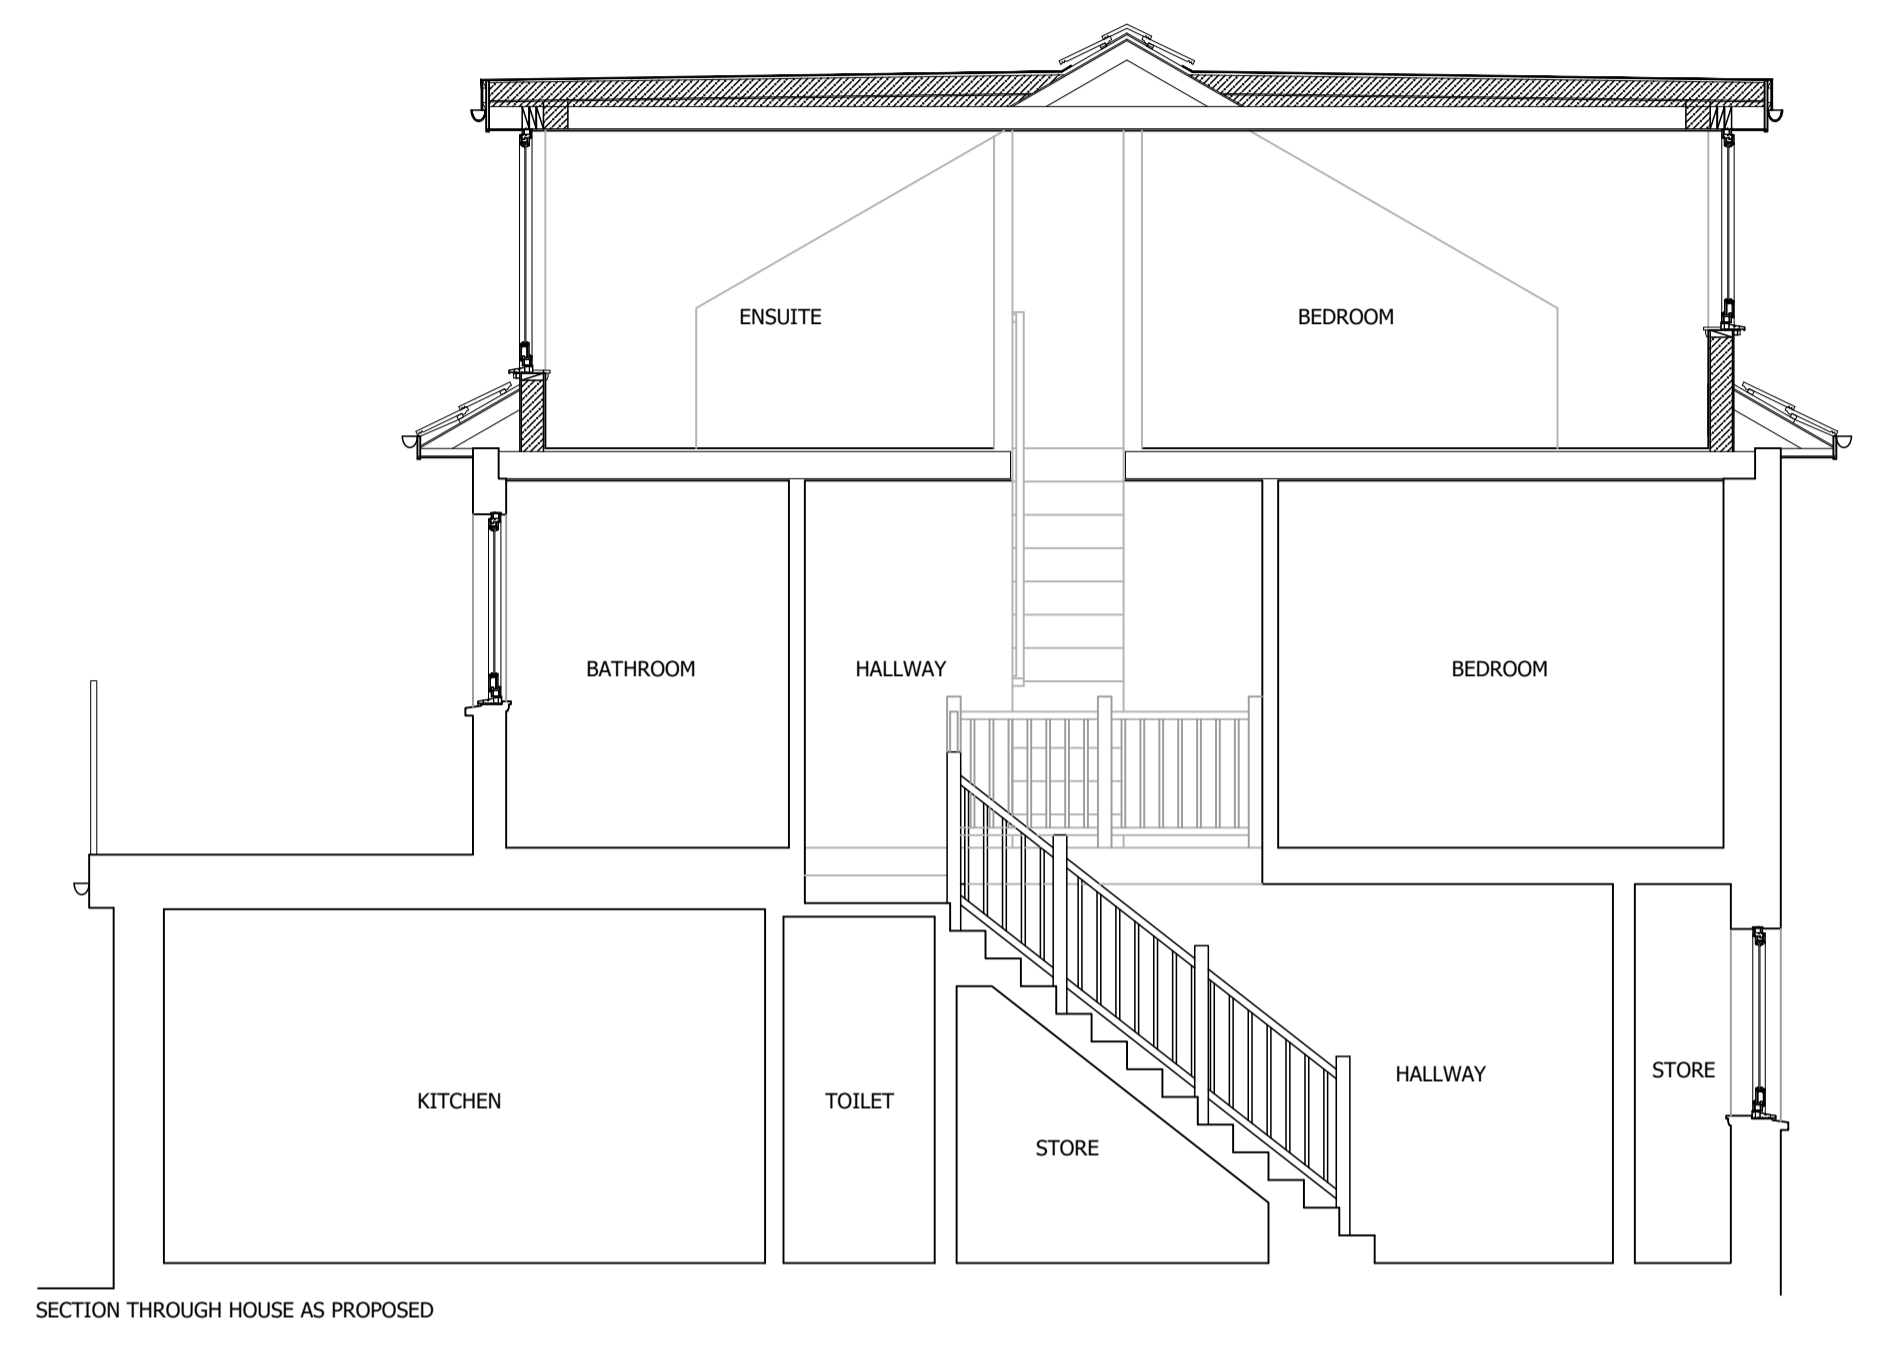 ENSUITE
BEDROOM
BATHROOM
HALLWAY
BEDROOM
KITCHEN
TOILET
STORE
HALLWAY
STORE
SECTION THROUGH HOUSE AS PROPOSED